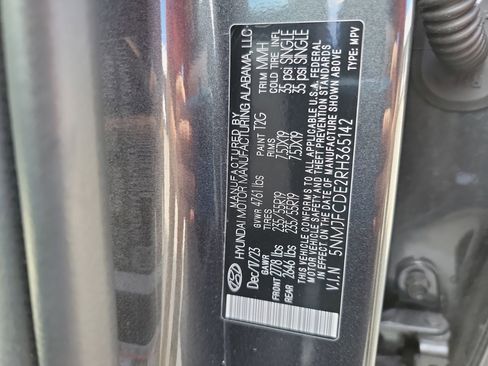 MANUFACTURED BY
HYUNDAI MOTOR MANUFACTURING ALABAMA, LLC
Dec/17/23 GVWR 4761 lbs PAINT T2G TRIM MMH
GAWR TIRES RIMS COLD TIRE INFL
FRONT 2778 lbs 235/55R19 7.5JX19 35 psi SINGLE
REAR 2646 lbs 235/55R19 7.5JX19 35 psi SINGLE
THIS VEHICLE CONFORMS TO ALL APPLICABLE U.S. FEDERAL
MOTOR VEHICLE SAFETY AND THEFT PREVENTION STANDARDS
IN EFFECT ON THE DATE OF MANUFACTURE SHOWN ABOVE
V.I.N 5NMJFCDE2RH365142 TYPE: MPV